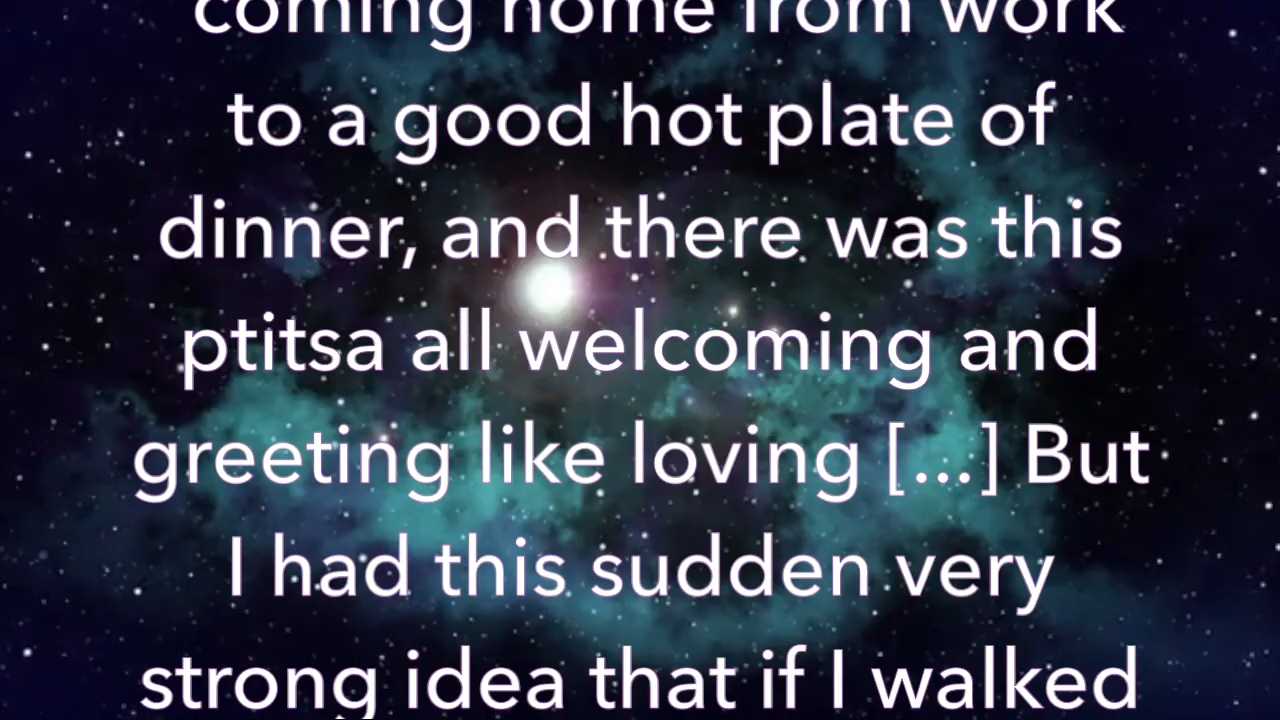 coming home from work
to a good hot plate of
dinner, and there was this
ptitsa all welcoming and
greeting like loving [...] But
I had this sudden very
strong idea that if I walked